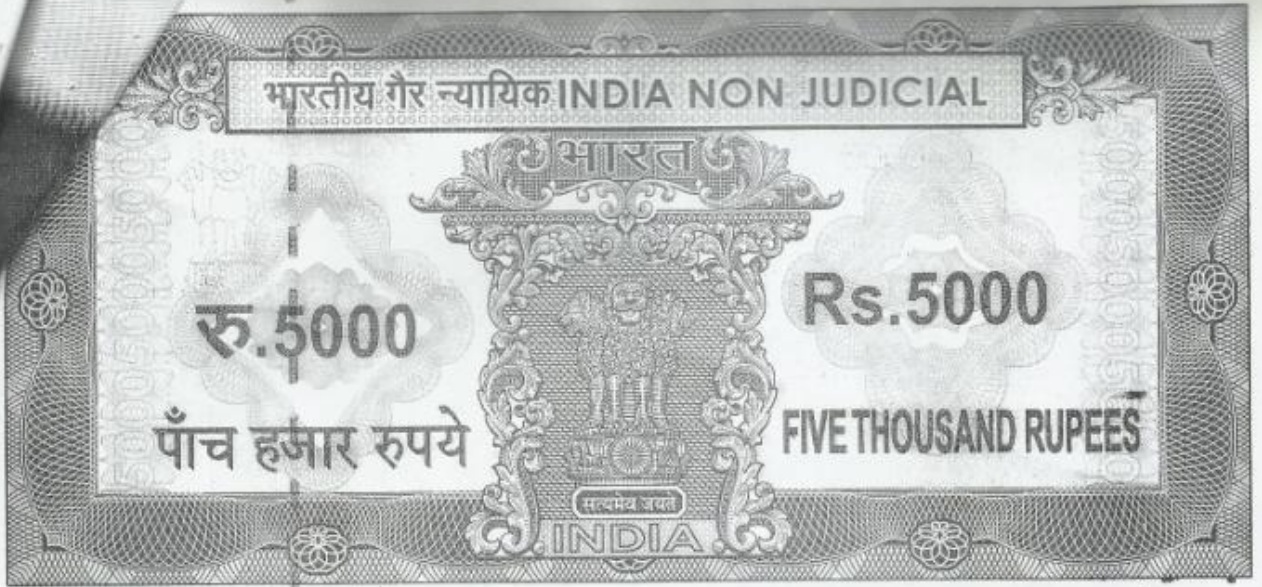 भारतीय गैर न्यायिक INDIA NON JUDICIAL
भारत
रु.5000
Rs.5000
पाँच हजार रुपये
FIVE THOUSAND RUPEES
सत्यमेव जयते
INDIA